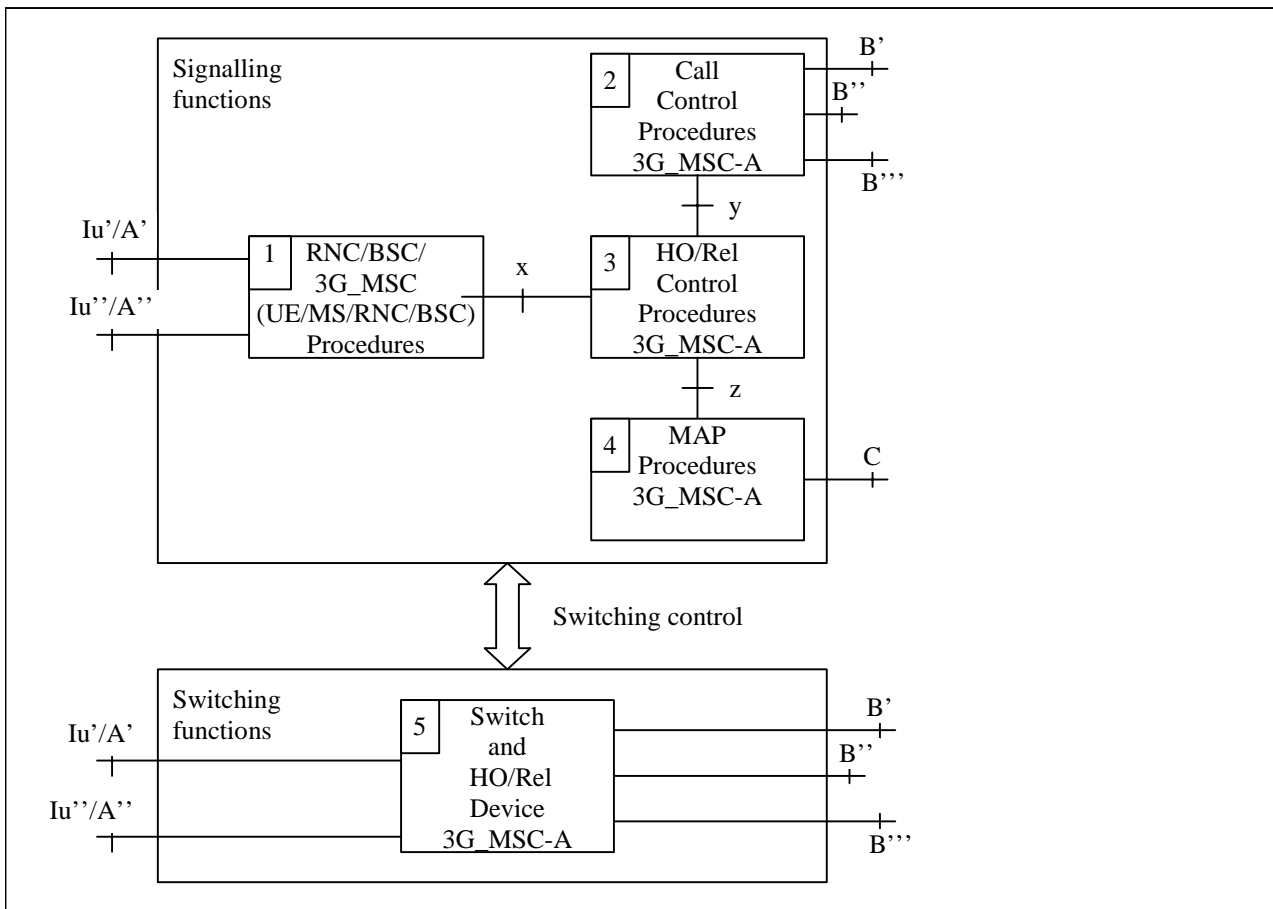 Signalling
functions
2
Call
Control
Procedures
3G_MSC-A
B'
B’’
B’’’
y
Iu’/A'
Iu’’/A’’
1
RNC/BSC/
3G_MSC
(UE/MS/RNC/BSC)
Procedures
x
3
HO/Rel
Control
Procedures
3G_MSC-A
z
4
MAP
Procedures
3G_MSC-A
C
Switching control
Switching
functions
Iu’/A'
Iu’’/A’’
5
Switch
and
HO/Rel
Device
3G_MSC-A
B'
B’’
B’’’